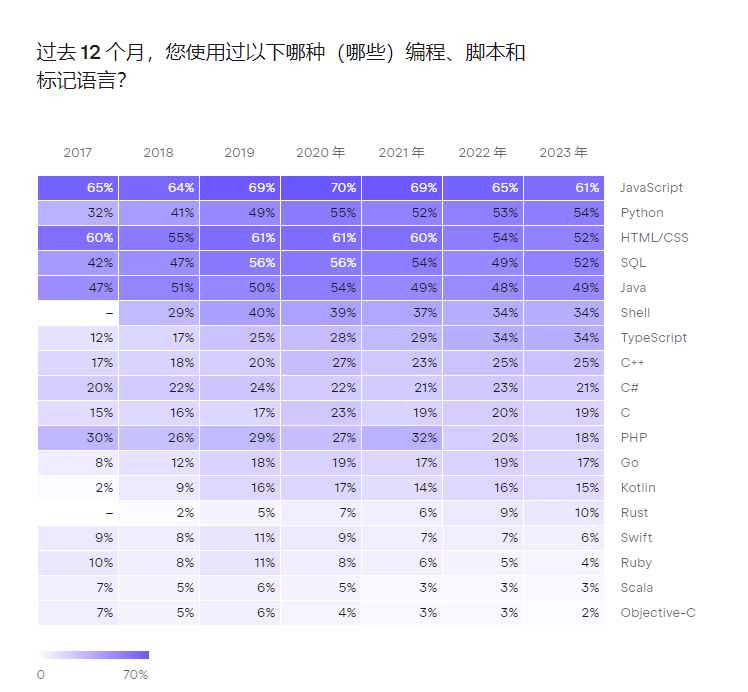 过去 12 个月，您使用过以下哪种（哪些）编程、脚本和
标记语言？
2017 2018 2019 2020 年 2021 年 2022 年 2023 年
65% 64% 69% 70% 69% 65% 61% JavaScript
32% 41% 49% 55% 52% 53% 54% Python
60% 55% 61% 61% 60% 54% 52% HTML/CSS
42% 47% 56% 56% 54% 49% 52% SQL
47% 51% 50% 54% 49% 48% 49% Java
– 29% 40% 39% 37% 34% 34% Shell
12% 17% 25% 28% 29% 34% 34% TypeScript
17% 18% 20% 27% 23% 25% 25% C++
20% 22% 24% 22% 21% 23% 21% C#
15% 16% 17% 23% 19% 20% 19% C
30% 26% 29% 27% 32% 20% 18% PHP
8% 12% 18% 19% 17% 19% 17% Go
2% 9% 16% 17% 14% 16% 15% Kotlin
– 2% 5% 7% 6% 9% 10% Rust
9% 8% 11% 9% 7% 7% 6% Swift
10% 8% 11% 8% 6% 5% 4% Ruby
7% 5% 6% 5% 3% 3% 3% Scala
7% 5% 6% 4% 3% 3% 2% Objective-C
0 70%